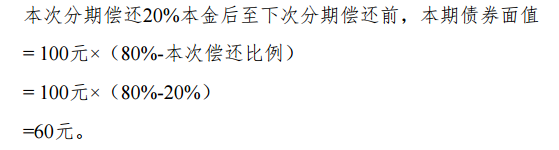 本次分期偿还20%本金后至下次分期偿还前，本期债券面值
= 100元×（80%-本次偿还比例）
= 100元×（80%-20%）
=60元。